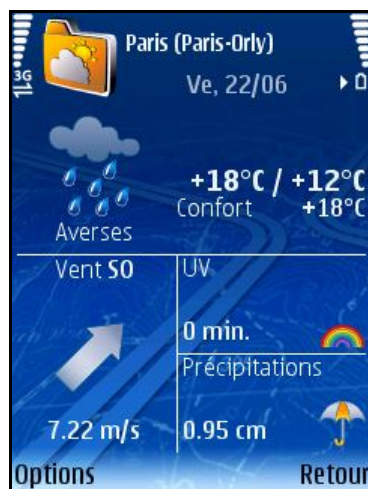 3G
Paris (Paris-Orly)
Ve, 22/06
Averses
+18°C / +12°C
Confort +18°C
Vent SO
7.22 m/s
UV
0 min.
Précipitations
0.95 cm
Options
Retour